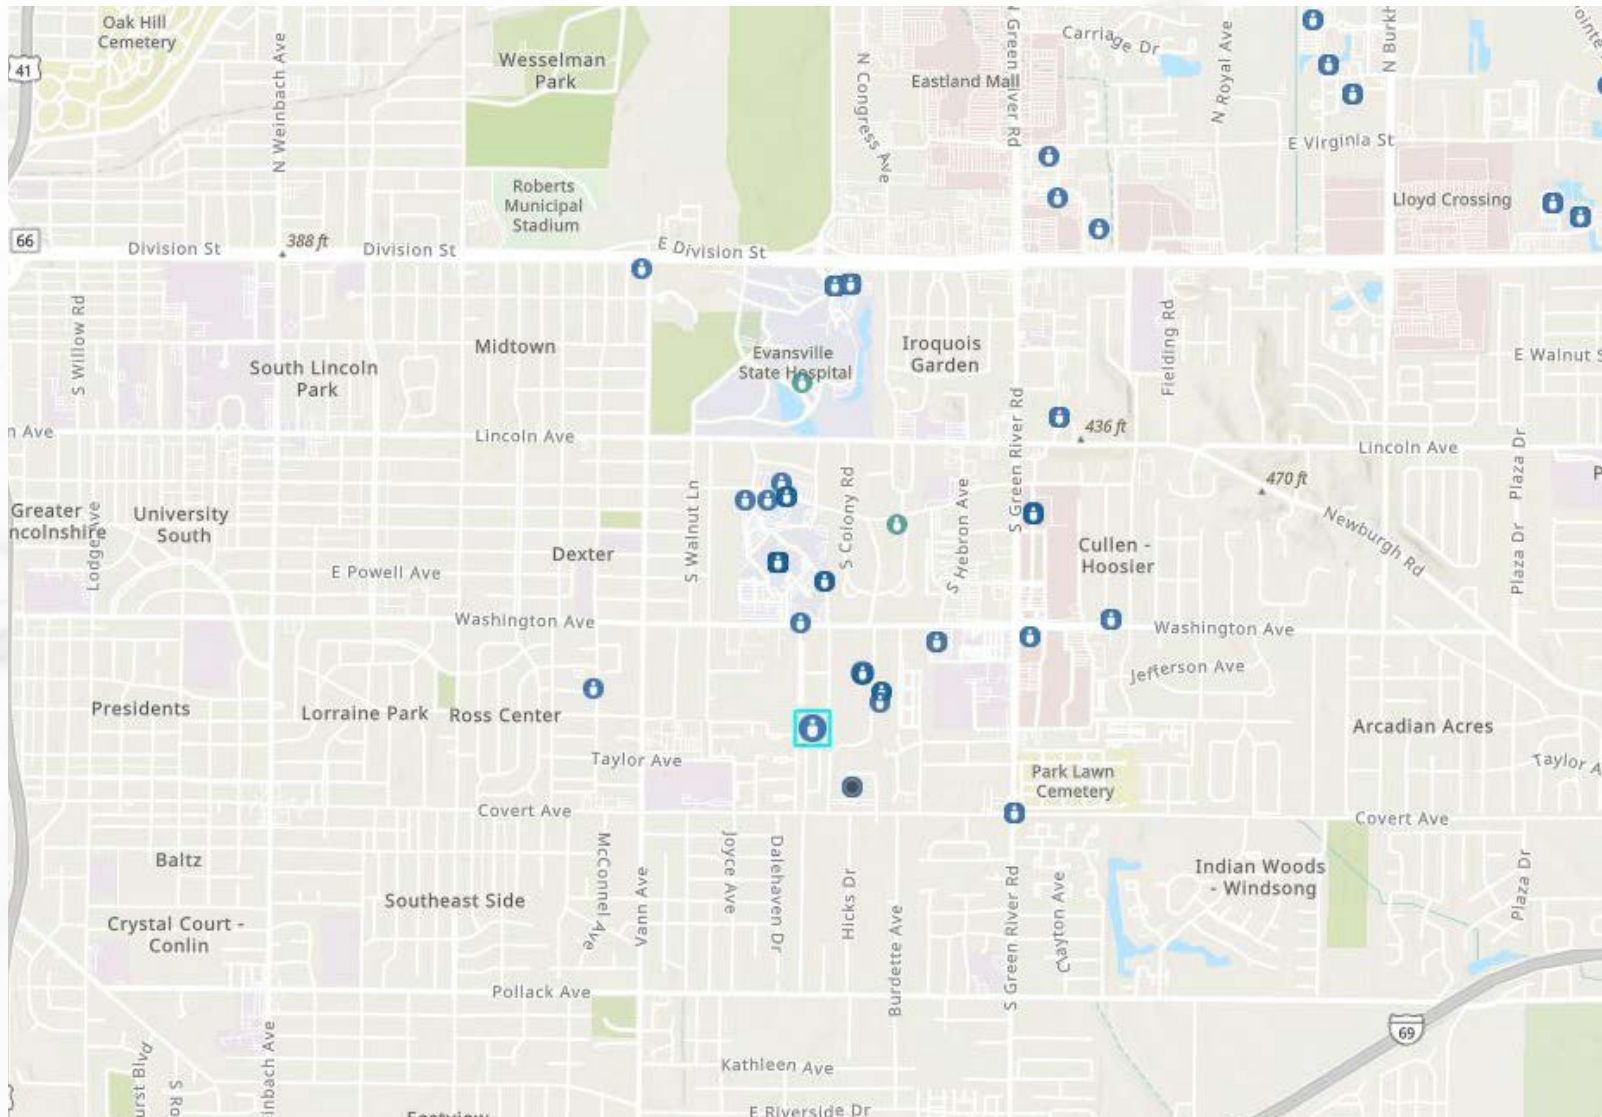 Oak Hill
Cemetery
41
N Weinbach Ave
Wesselman
Park
N Congress Ave
Eastland Mall
N Green River Rd
Carriage Dr
N Royal Ave
E Virginia St
Roberts
Municipal
Stadium
Lloyd Crossing
66
Division St
388 ft
Division St
E Division St
S Willow Rd
Midtown
South Lincoln
Park
Evansville
State Hospital
Iroquois
Garden
Fielding Rd
E Walnut S
n Ave
Lincoln Ave
S Green River Rd
436 ft
Lincoln Ave
Plaza Dr
470 ft
Greater
ncolnshire
Lodge Ave
University
South
S Walnut Ln
S Colony Rd
S Hebron Ave
Newburgh Rd
Dexter
Cullen -
Hoosier
Plaza Dr
E Powell Ave
Washington Ave
Washington Ave
Jefferson Ave
Presidents
Lorraine Park
Ross Center
Arcadian Acres
Taylor Ave
Park Lawn
Cemetery
Taylor A
Covert Ave
Covert Ave
Baltz
McConnel Ave
Vann Ave
Joyce Ave
Dalehaven Dr
Hicks Dr
Burdette Ave
S Green River Rd
Clayton Ave
Indian Woods
- Windsong
Plaza Dr
Southeast Side
Crystal Court -
Conlin
Pollack Ave
69
urst Blvd
S Ro
inbach Ave
Kathleen Ave
E Riverside Dr